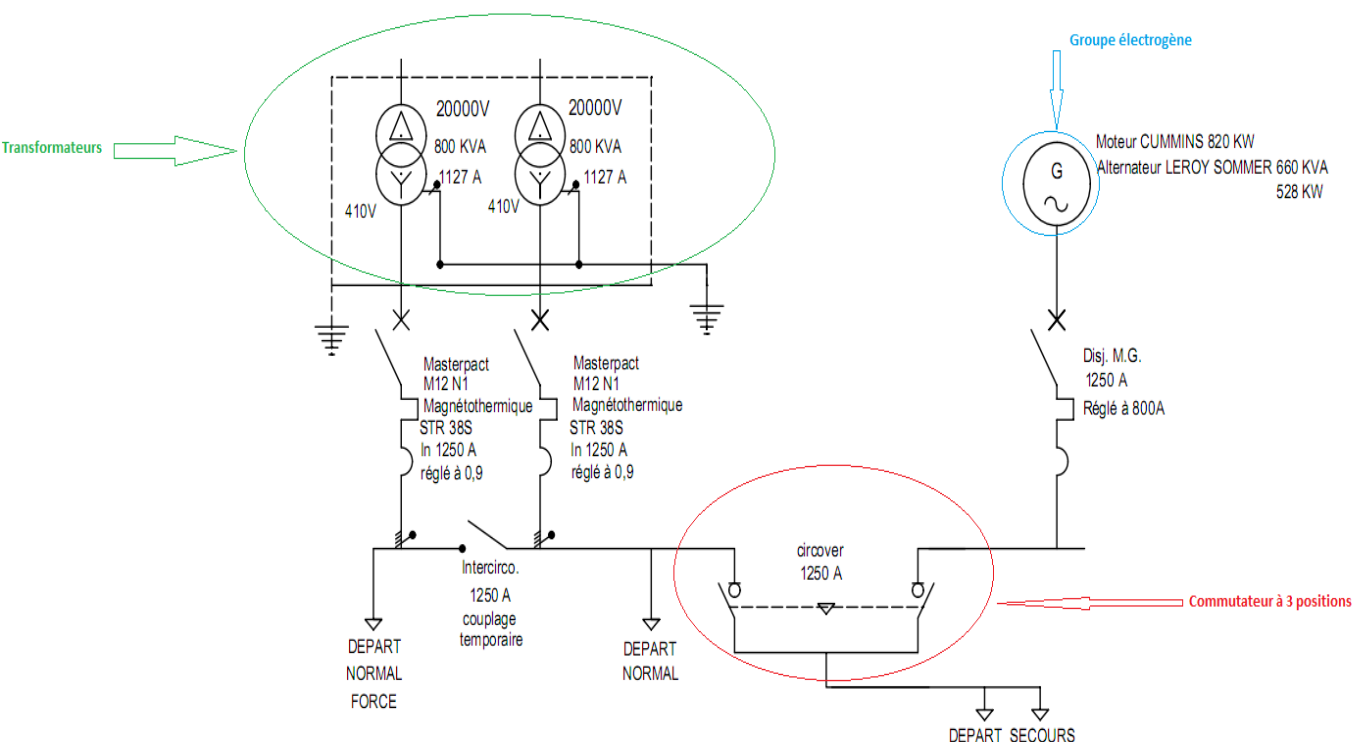 Groupe électrogène
Transformateurs
20000V
800 KVA
1127 A
410V
20000V
800 KVA
1127 A
410V
G
Moteur CUMMINS 820 KW
Alternateur LEROY SOMMER 660 KVA
528 KW
Masterpact
M12 N1
Magnétothermique
STR 38S
In 1250 A
réglé à 0,9
Masterpact
M12 N1
Magnétothermique
STR 38S
In 1250 A
réglé à 0,9
Disj. M.G.
1250 A
Réglé à 800A
Intercirco.
1250 A
couplage
temporaire
circover
1250 A
Commutateur à 3 positions
DEPART
NORMAL
FORCE
DEPART
NORMAL
DEPART SECOURS